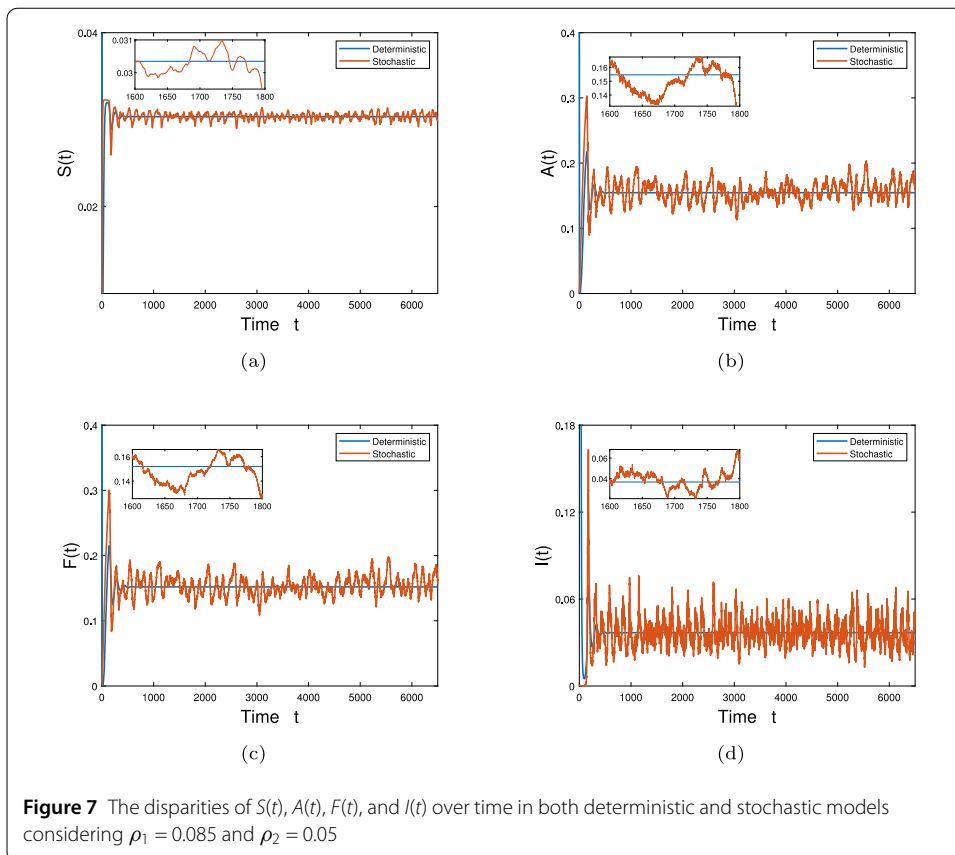 0.04
0.02
S(t)
0.031
0.03
1600 1650 1700 1750 1800
Deterministic
Stochastic
0 1000 2000 3000 4000 5000 6000
Time t
(a)
0.4
0.3
0.2
0.1
0
A(t)
0.16
0.15
0.14
1600 1650 1700 1750 1800
Deterministic
Stochastic
0 1000 2000 3000 4000 5000 6000
Time t
(b)
0.4
0.3
0.2
0.1
0
F(t)
0.16
0.14
1600 1650 1700 1750 1800
Deterministic
Stochastic
0 1000 2000 3000 4000 5000 6000
Time t
(c)
0.18
0.12
0.06
0
I(t)
0.06
0.04
1600 1650 1700 1750 1800
Deterministic
Stochastic
0 1000 2000 3000 4000 5000 6000
Time t
(d)
Figure 7 The disparities of S(t), A(t), F(t), and I(t) over time in both deterministic and stochastic models
considering ρ₁ = 0.085 and ρ₂ = 0.05